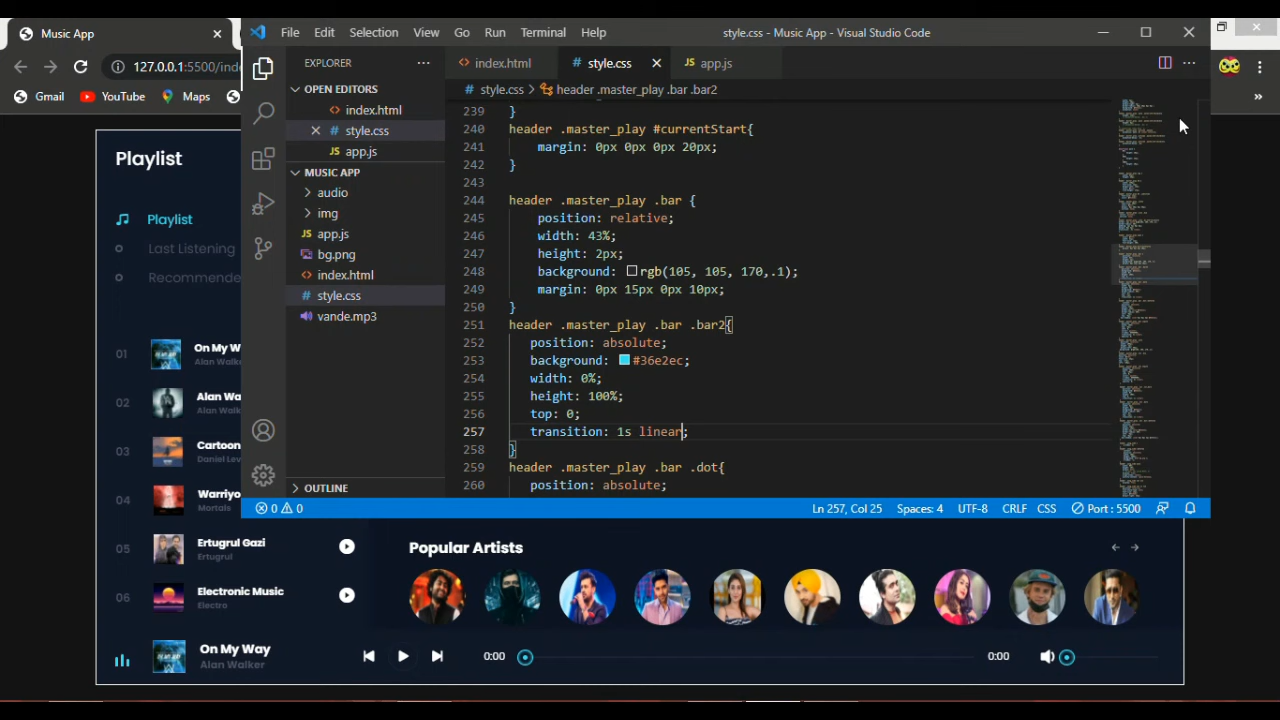 Music App
127.0.0.1:5500/inde
Gmail YouTube Maps
»
File Edit Selection View Go Run Terminal Help
style.css - Music App - Visual Studio Code
EXPLORER
OPEN EDITORS
index.html
style.css
app.js
MUSIC APP
audio
img
app.js
bg.png
index.html
style.css
vande.mp3
OUTLINE
index.html style.css app.js
style.css > header .master_play .bar .bar2
239 }
240 header .master_play #currentStart{
241 margin: 0px 0px 0px 20px;
242 }
243
244 header .master_play .bar {
245 position: relative;
246 width: 43%;
247 height: 2px;
248 background: rgb(105, 105, 170,.1);
249 margin: 0px 15px 0px 10px;
250 }
251 header .master_play .bar .bar2{
252 position: absolute;
253 background: #36e2ec;
254 width: 0%;
255 height: 100%;
256 top: 0;
257 transition: 1s linear;
258 }
259 header .master_play .bar .dot{
260 position: absolute;
0 0 Ln 257, Col 25 Spaces: 4 UTF-8 CRLF CSS Port : 5500
Playlist
Playlist
Last Listening
Recommende
01 On My W
Alan Walker
02 Alan Wa
Alan Wa
03 Cartoon
Daniel Lev
04 Warriyo
Mortals
05 Ertugrul Gazi
Ertugrul
06 Electronic Music
Electro
Popular Artists
On My Way
Alan Walker
0:00 0:00